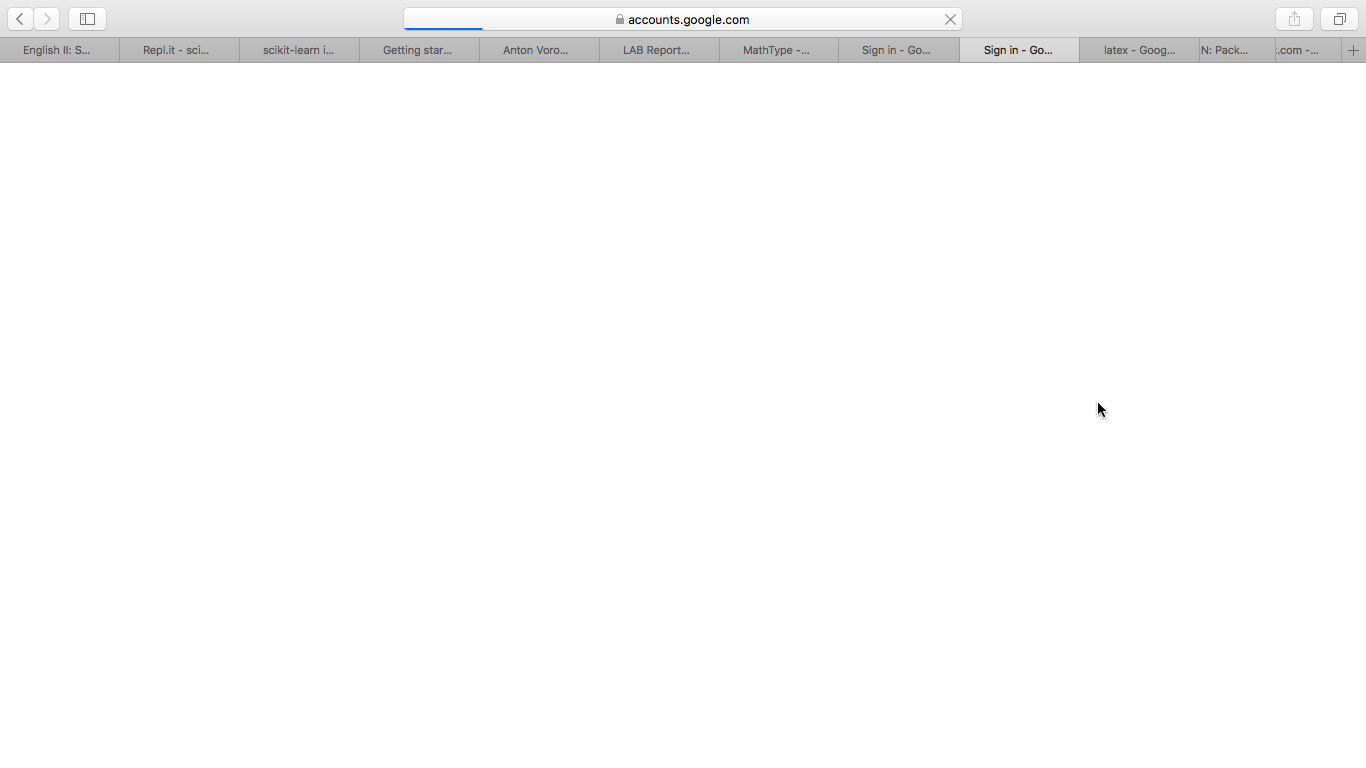 accounts.google.com
English II: S...
Repl.it - sci...
scikit-learn i...
Getting star...
Anton Voro...
LAB Report...
MathType -...
Sign in - Go...
Sign in - Go...
latex - Goog...
N: Pack...
.com -...